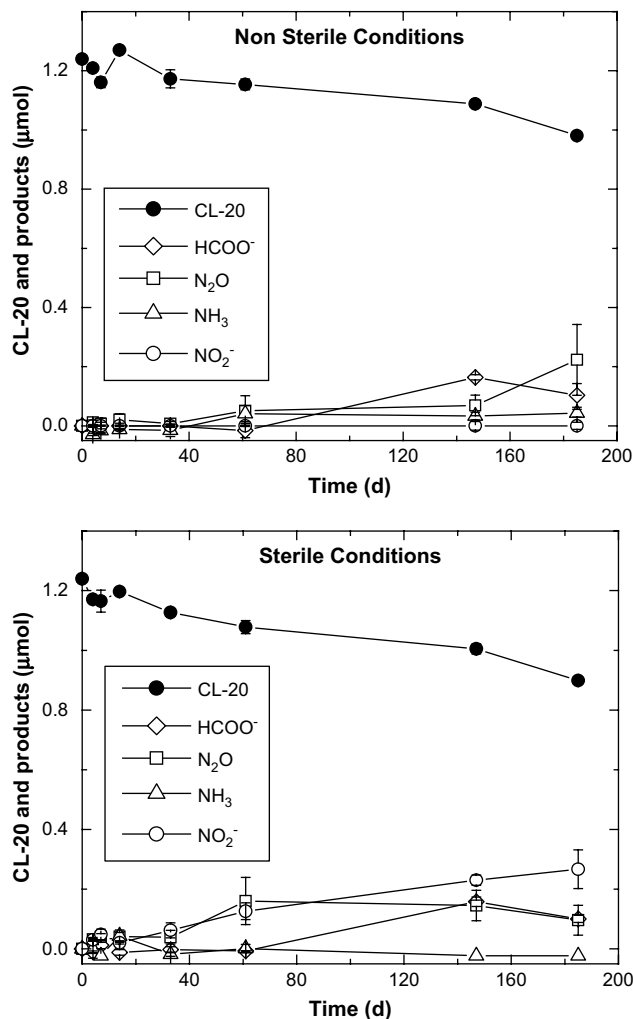 Non Sterile Conditions
CL-20 and products (μmol)
1.2
0.8
0.4
0.0
CL-20
HCOO⁻
N₂O
NH₃
NO₂⁻
0 40 80 120 160 200
Time (d)
Sterile Conditions
CL-20 and products (μmol)
1.2
0.8
0.4
0.0
CL-20
HCOO⁻
N₂O
NH₃
NO₂⁻
0 40 80 120 160 200
Time (d)